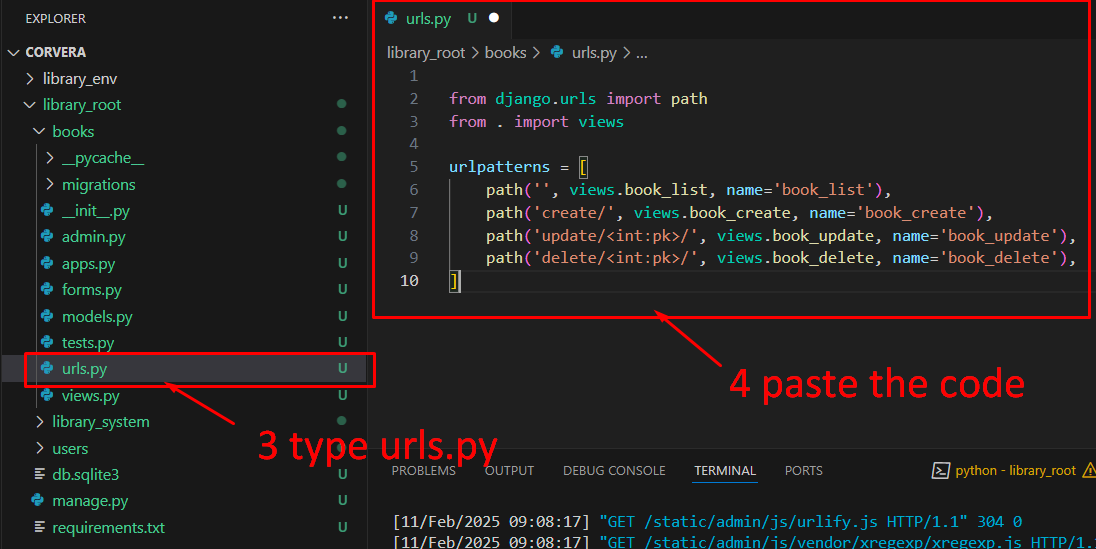 EXPLORER ...
CORVERA
library_env
library_root
books
__pycache__
migrations
__init__.py U
admin.py U
apps.py U
forms.py U
models.py U
tests.py U
urls.py U
views.py U
library_system
users
db.sqlite3 U
manage.py U
requirements.txt U
3 type urls.py
urls.py U
library_root > books > urls.py > ...
1
2 from django.urls import path
3 from . import views
4
5 urlpatterns = [
6 path('', views.book_list, name='book_list'),
7 path('create/', views.book_create, name='book_create'),
8 path('update/<int:pk>/', views.book_update, name='book_update'),
9 path('delete/<int:pk>/', views.book_delete, name='book_delete'),
10 ]
4 paste the code
PROBLEMS OUTPUT DEBUG CONSOLE TERMINAL PORTS python - library_root
[11/Feb/2025 09:08:17] "GET /static/admin/js/urlify.js HTTP/1.1" 304 0
[11/Feb/2025 09:08:17] "GET /static/admin/js/vendor/xregexp/xregexp.js HTTP/1.